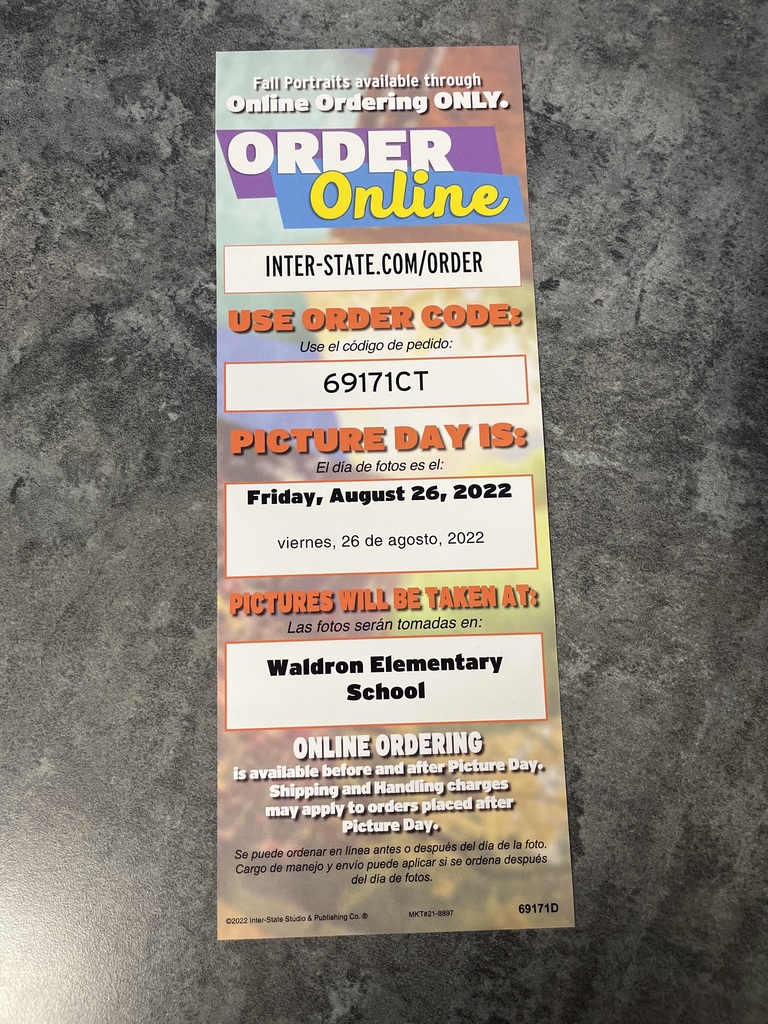 Fall Portraits available through
Online Ordering ONLY.
ORDER
Online
INTER-STATE.COM/ORDER
USE ORDER CODE:
Use el código de pedido:
69171CT
PICTURE DAY IS:
El día de fotos es el:
Friday, August 26, 2022
viernes, 26 de agosto, 2022
PICTURES WILL BE TAKEN AT:
Las fotos serán tomadas en:
Waldron Elementary
School
ONLINE ORDERING
is available before and after Picture Day.
Shipping and Handling charges
may apply to orders placed after
Picture Day.
Se puede ordenar en línea antes o después del día de la foto.
Cargo de manejo y envío puede aplicar si se ordena después
del día de fotos.
©2022 Inter-State Studio & Publishing Co. ® MKT#21-8897 69171D